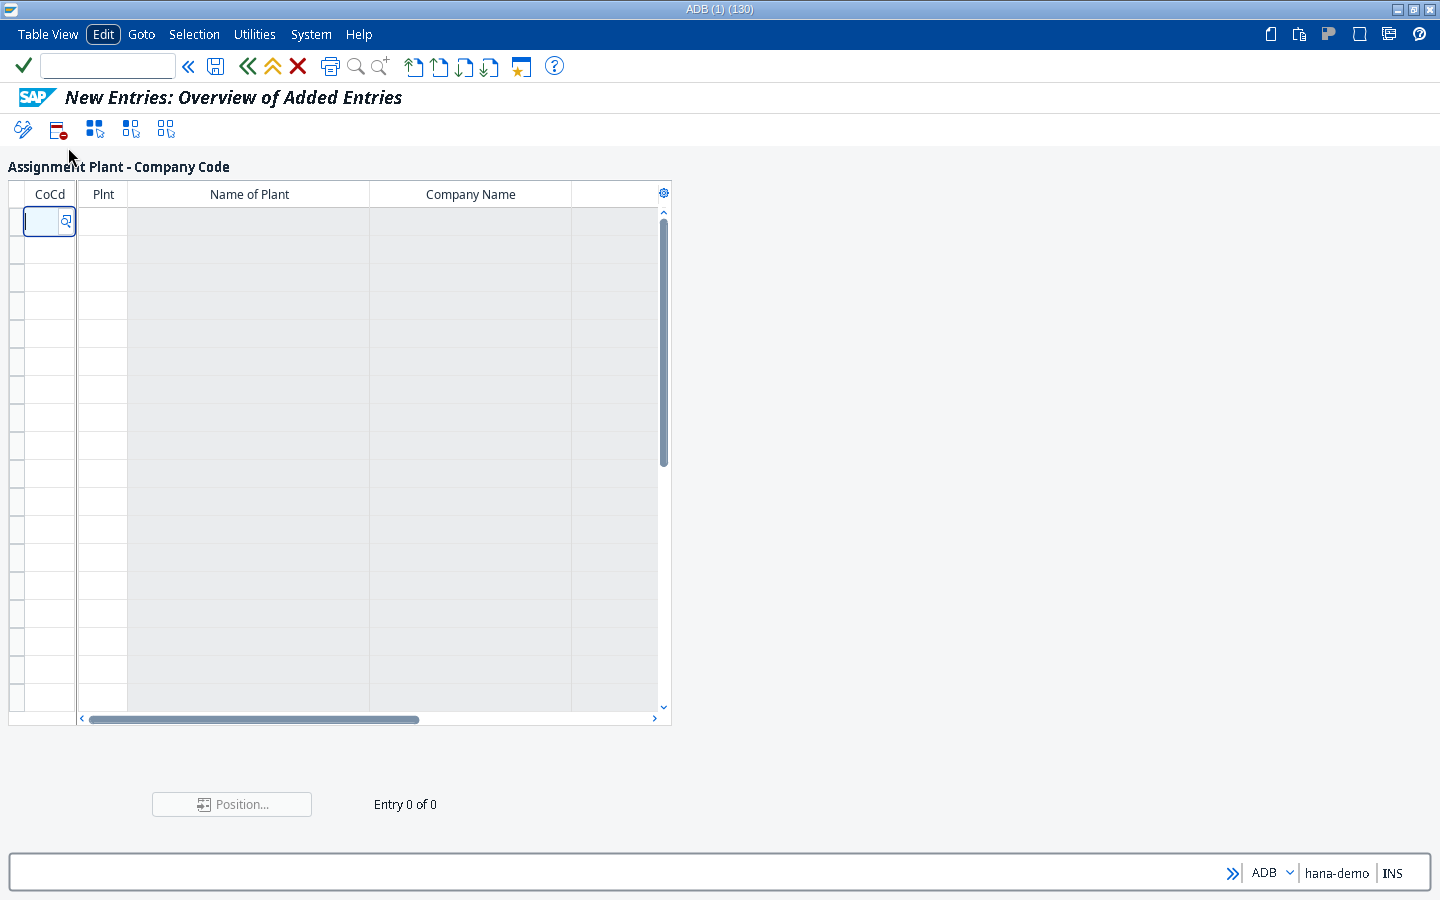 ADB (1) (130)
Table View Edit Goto Selection Utilities System Help
SAP New Entries: Overview of Added Entries
Assignment Plant - Company Code
CoCd Plnt Name of Plant Company Name
Position... Entry 0 of 0
ADB hana-demo INS